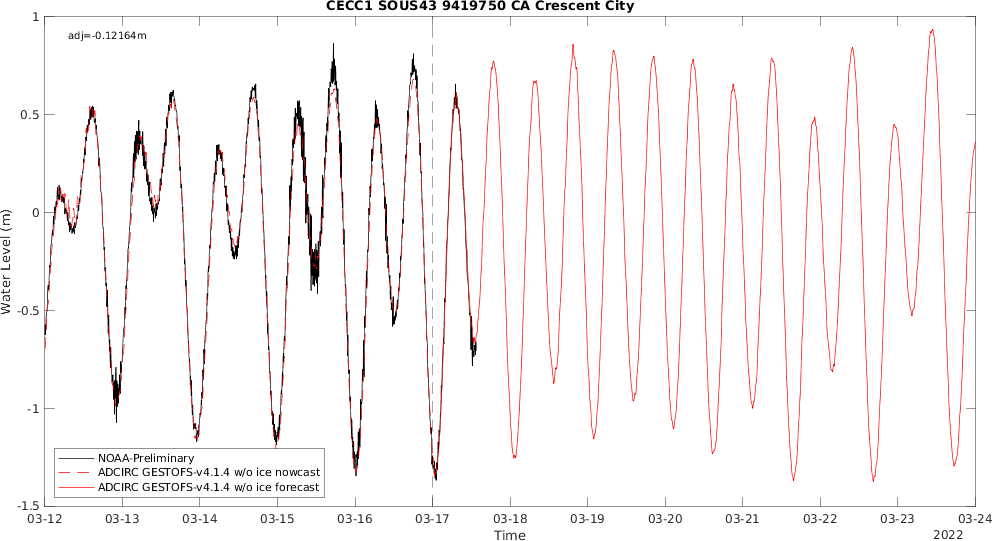 CECC1 SOUS43 9419750 CA Crescent City
adj=-0.12164m
1
0.5
0
-0.5
-1
-1.5
Water Level (m)
NOAA-Preliminary
ADCIRC GESTOFS-v4.1.4 w/o ice nowcast
ADCIRC GESTOFS-v4.1.4 w/o ice forecast
03-12 03-13 03-14 03-15 03-16 03-17 03-18 03-19 03-20 03-21 03-22 03-23 03-24
Time
2022